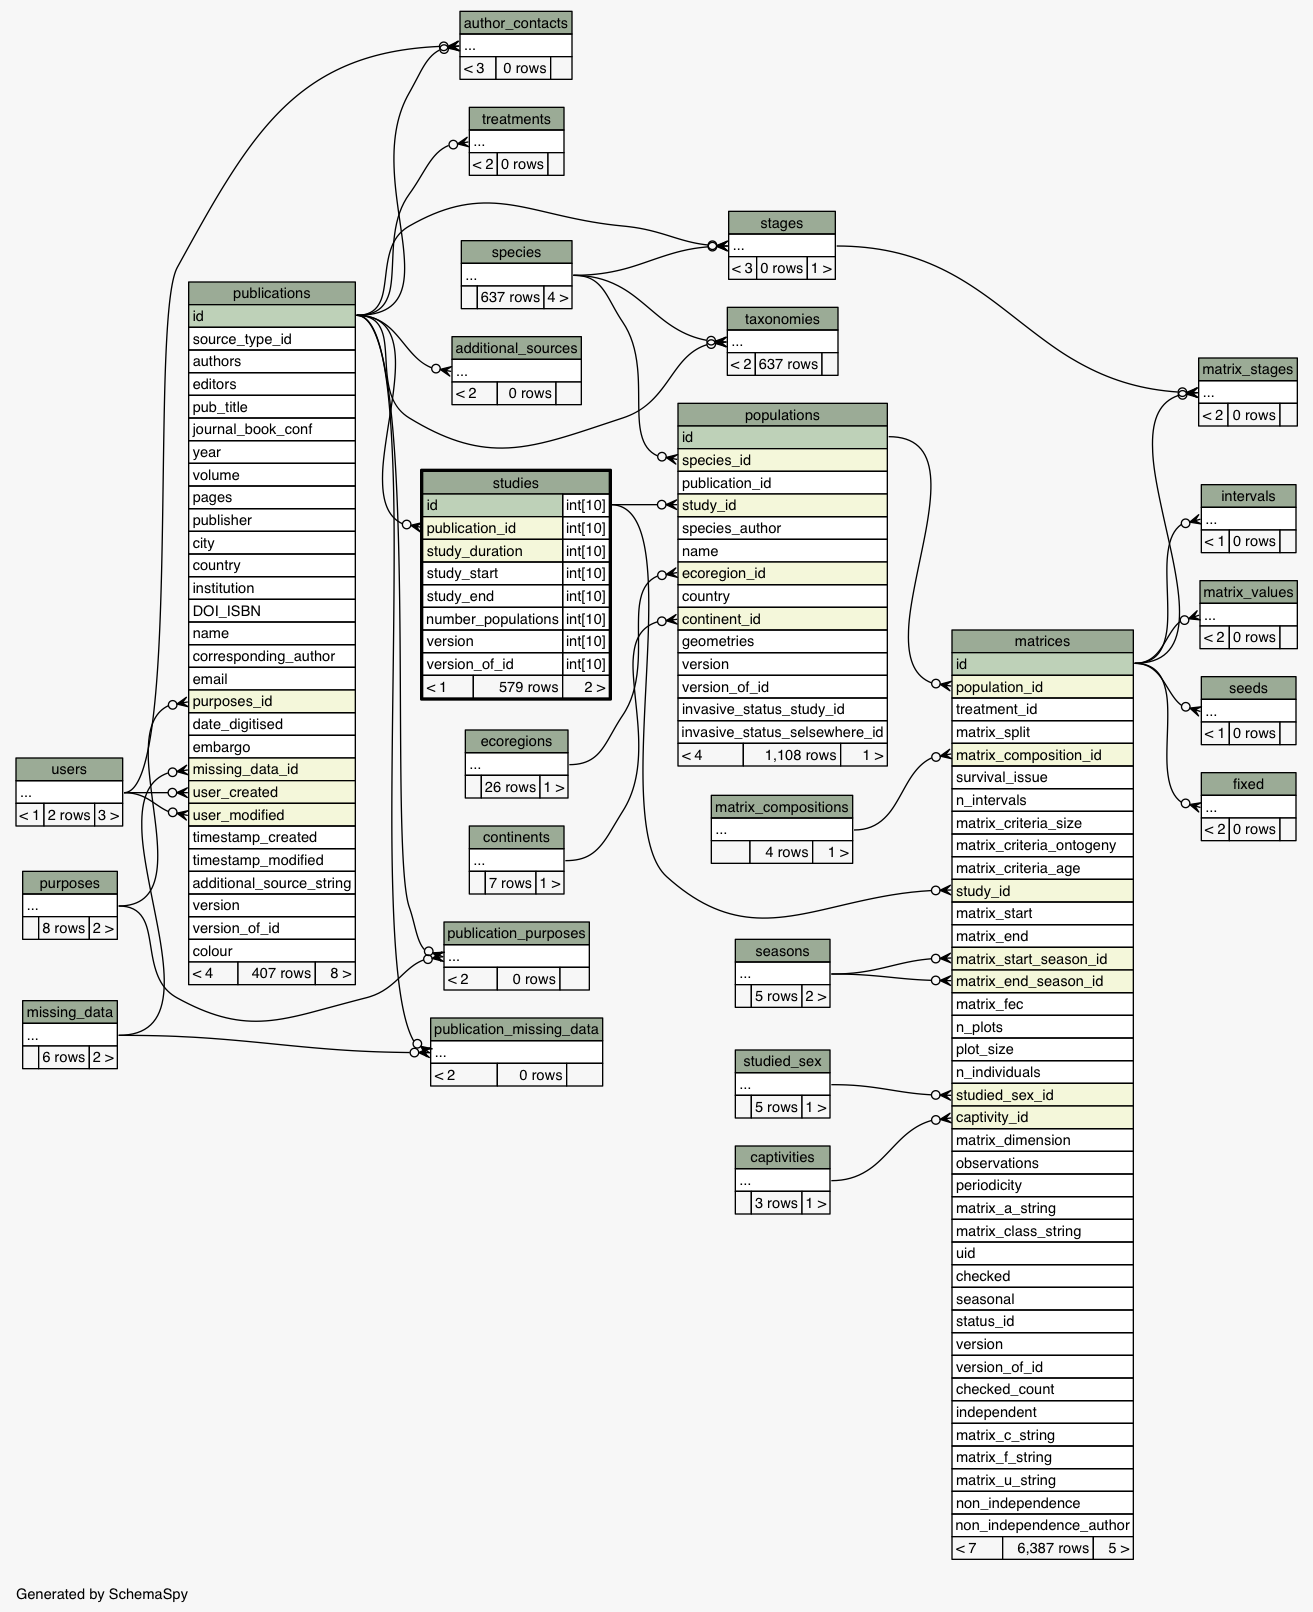 author_contacts
...
< 3 0 rows
treatments
...
< 2 0 rows
stages
...
< 3 0 rows 1 >
species
...
637 rows 4 >
taxonomies
...
< 2 637 rows
additional_sources
...
< 2 0 rows
matrix_stages
...
< 2 0 rows
publications
id
source_type_id
authors
editors
pub_title
journal_book_conf
year
volume
pages
publisher
city
country
institution
DOI_ISBN
name
corresponding_author
email
purposes_id
date_digitised
embargo
missing_data_id
user_created
user_modified
timestamp_created
timestamp_modified
additional_source_string
version
version_of_id
colour
< 4 407 rows 8 >
studies
id int[10]
publication_id int[10]
study_duration int[10]
study_start int[10]
study_end int[10]
number_populations int[10]
version int[10]
version_of_id int[10]
< 1 579 rows 2 >
populations
id
species_id
publication_id
study_id
species_author
name
ecoregion_id
country
continent_id
geometries
version
version_of_id
invasive_status_study_id
invasive_status_selsewhere_id
< 4 1,108 rows 1 >
intervals
...
< 1 0 rows
matrix_values
...
< 2 0 rows
seeds
...
< 1 0 rows
fixed
...
< 2 0 rows
matrices
id
population_id
treatment_id
matrix_split
matrix_composition_id
survival_issue
n_intervals
matrix_criteria_size
matrix_criteria_ontogeny
matrix_criteria_age
study_id
matrix_start
matrix_end
matrix_start_season_id
matrix_end_season_id
matrix_fec
n_plots
plot_size
n_individuals
studied_sex_id
captivity_id
matrix_dimension
observations
periodicity
matrix_a_string
matrix_class_string
uid
checked
seasonal
status_id
version
version_of_id
checked_count
independent
matrix_c_string
matrix_f_string
matrix_u_string
non_independence
non_independence_author
< 7 6,387 rows 5 >
ecoregions
...
26 rows 1 >
users
...
< 1 2 rows 3 >
matrix_compositions
...
4 rows 1 >
continents
...
7 rows 1 >
purposes
...
8 rows 2 >
publication_purposes
...
< 2 0 rows
seasons
...
5 rows 2 >
missing_data
...
6 rows 2 >
publication_missing_data
...
< 2 0 rows
studied_sex
...
5 rows 1 >
captivities
...
3 rows 1 >
Generated by SchemaSpy